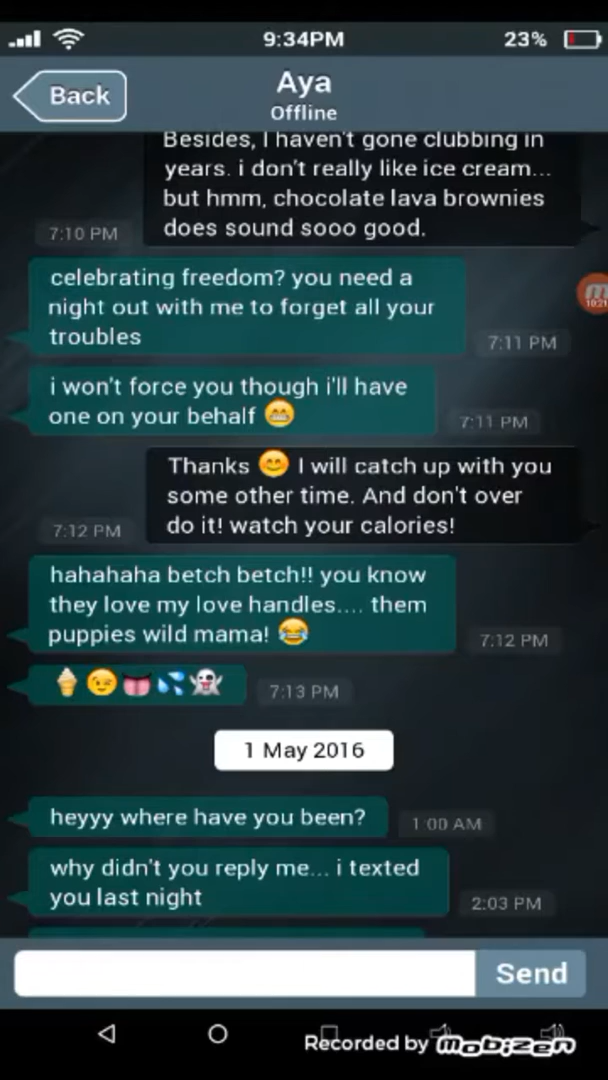 9:34PM
23%
Back
Aya
Offline
Besides, I haven't gone clubbing in
years. i don't really like ice cream...
but hmm, chocolate lava brownies
does sound sooo good.
7:10 PM
celebrating freedom? you need a
night out with me to forget all your
troubles
7:11 PM
i won't force you though i'll have
one on your behalf 😁
7:11 PM
Thanks 😊 I will catch up with you
some other time. And don't over
do it! watch your calories!
7:12 PM
hahahaha betch betch!! you know
they love my love handles.... them
puppies wild mama! 😂
7:12 PM
🍦😉👅💦👻
7:13 PM
1 May 2016
heyyy where have you been?
1:00 AM
why didn't you reply me... i texted
you last night
2:03 PM
Send
Recorded by mobizen